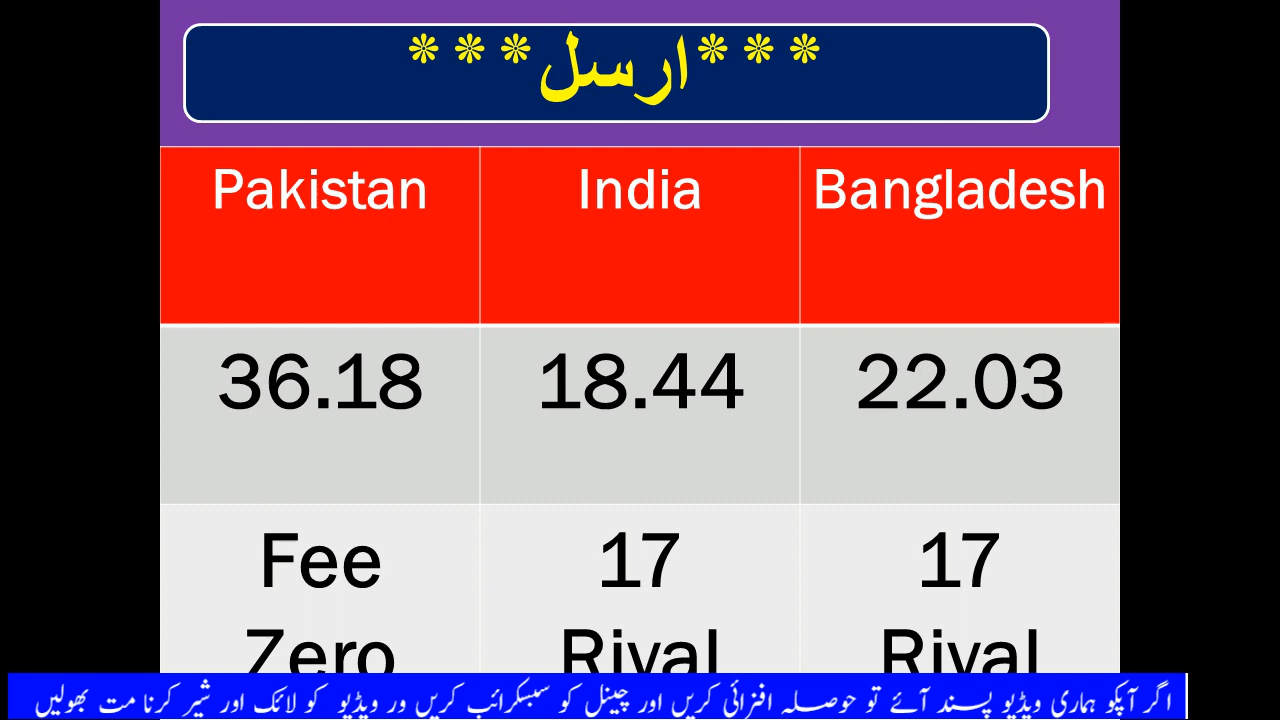 ***ارسل***
Pakistan India Bangladesh
36.18 18.44 22.03
Fee 17 17
Zero Riyal Riyal
اگر آپکو ہماری ویڈیو پسند آئے تو حوصلہ افزائی کریں اور چینل کو سبسکرائب کریں ور ویڈیو کو لائک اور شیر کرنا مت بھولیں